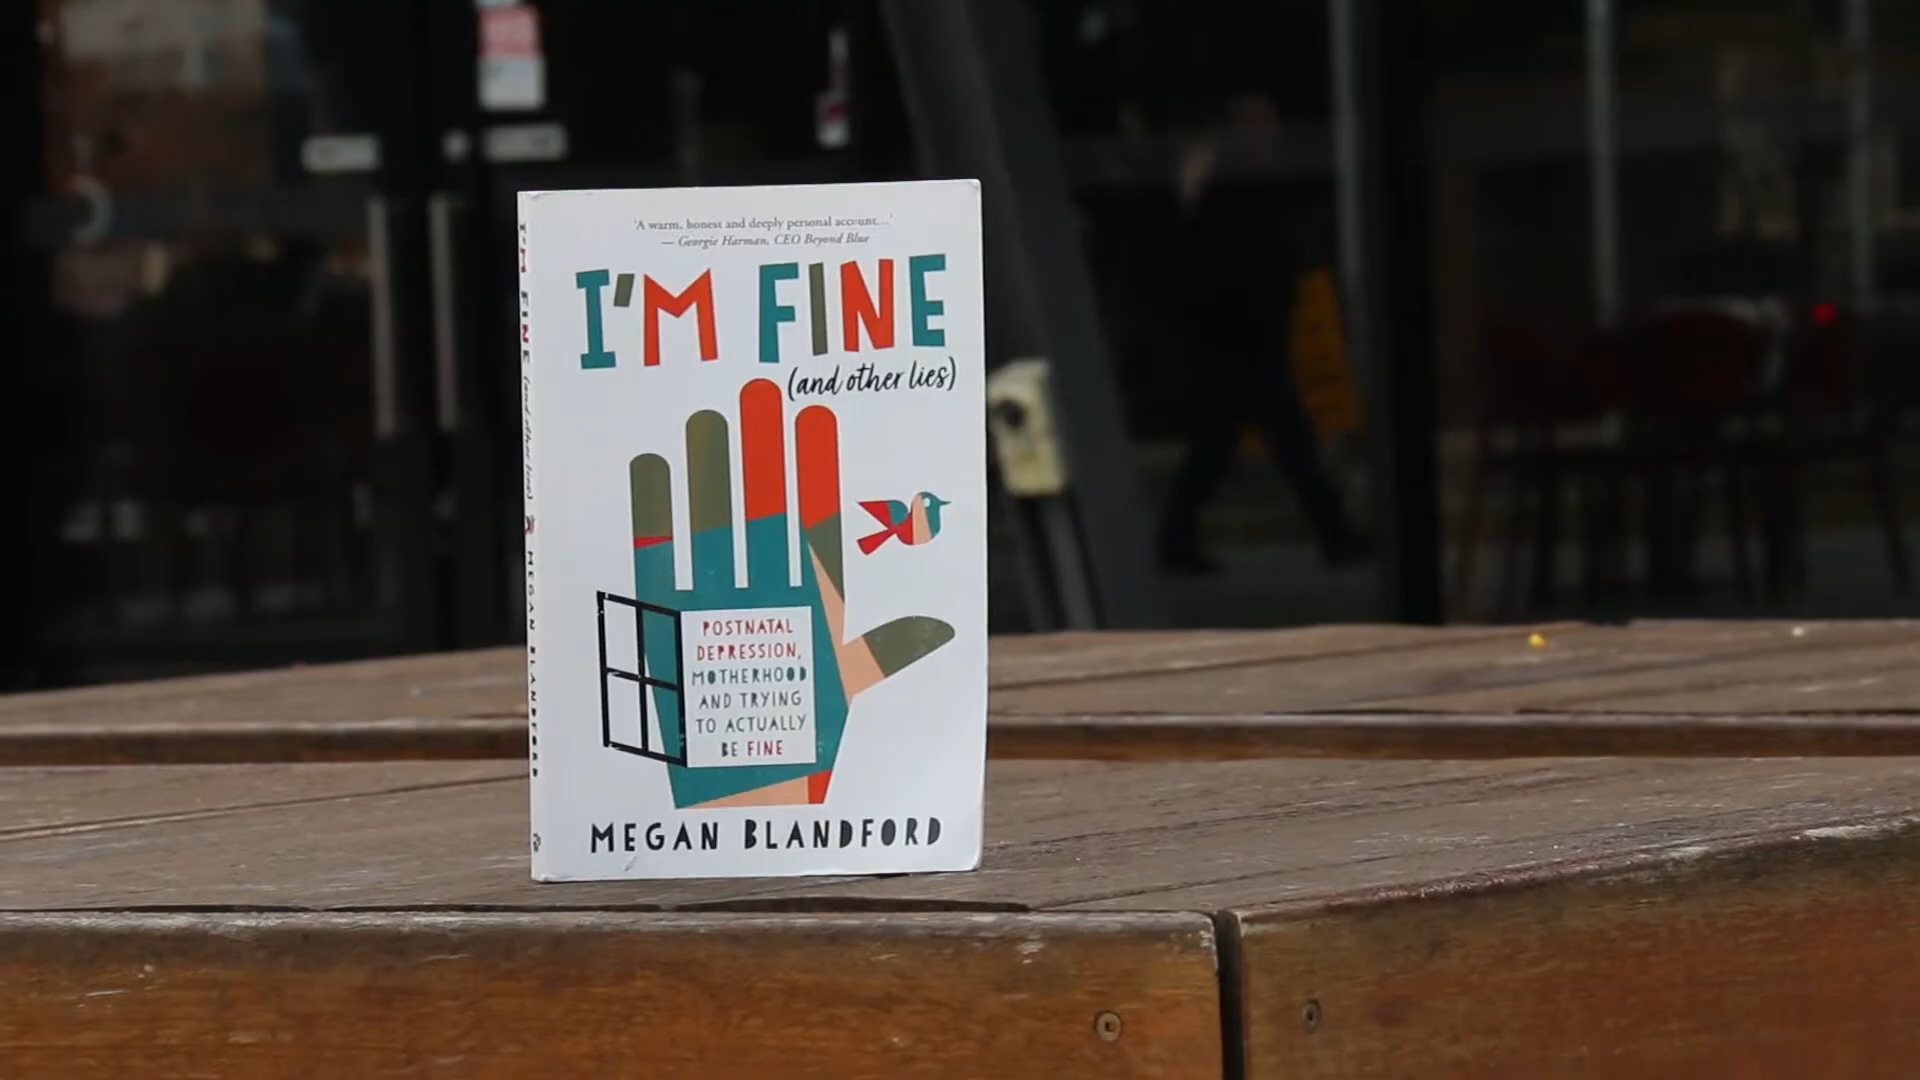 'A warm, honest and deeply personal account...'
— Georgie Harman, CEO Beyond Blue
I'M FINE
(and other lies)
POSTNATAL
DEPRESSION,
MOTHERHOOD
AND TRYING
TO ACTUALLY
BE FINE
MEGAN BLANDFORD
I'M FINE (and other lies) MEGAN BLANDFORD